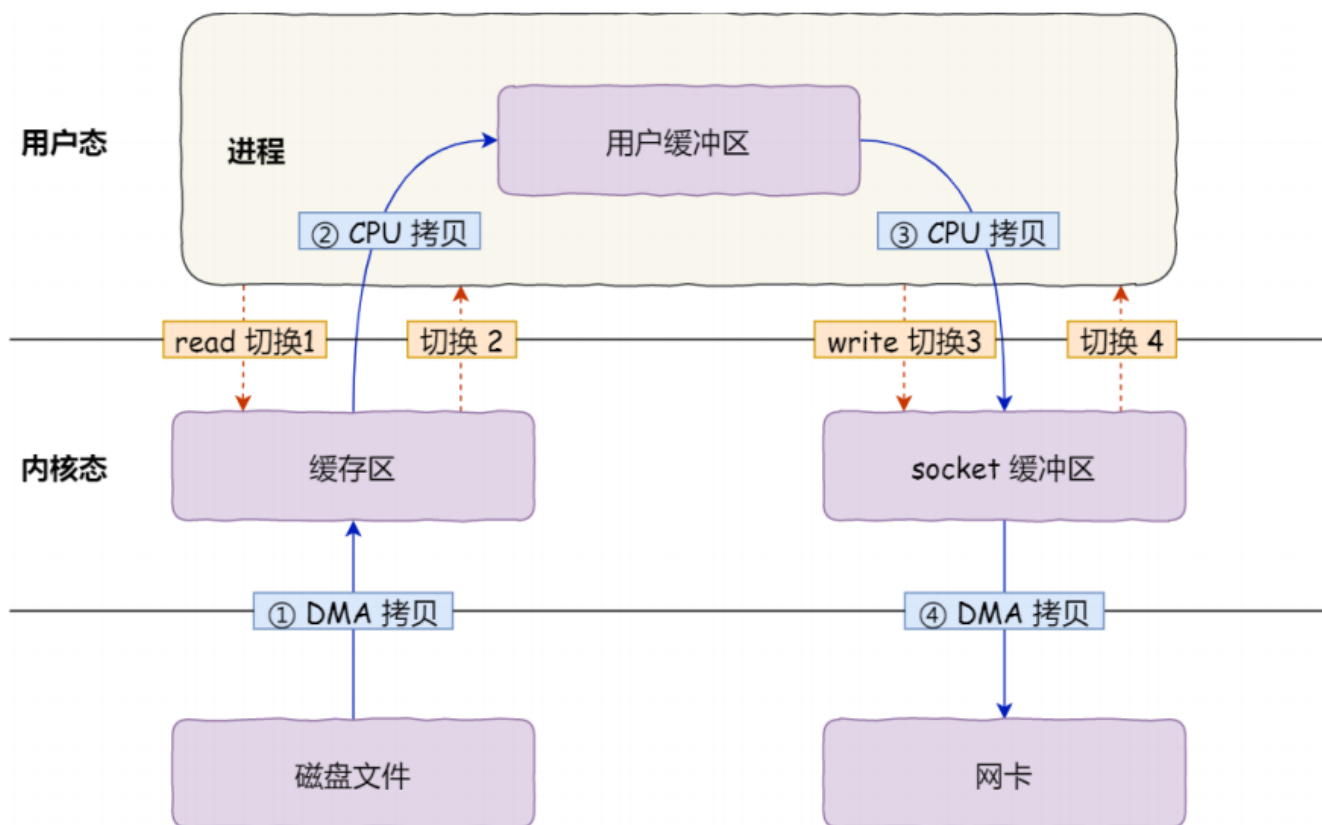 用户态
进程
用户缓冲区
② CPU 拷贝
③ CPU 拷贝
read 切换1
切换 2
write 切换3
切换 4
内核态
缓存区
socket 缓冲区
① DMA 拷贝
④ DMA 拷贝
磁盘文件
网卡